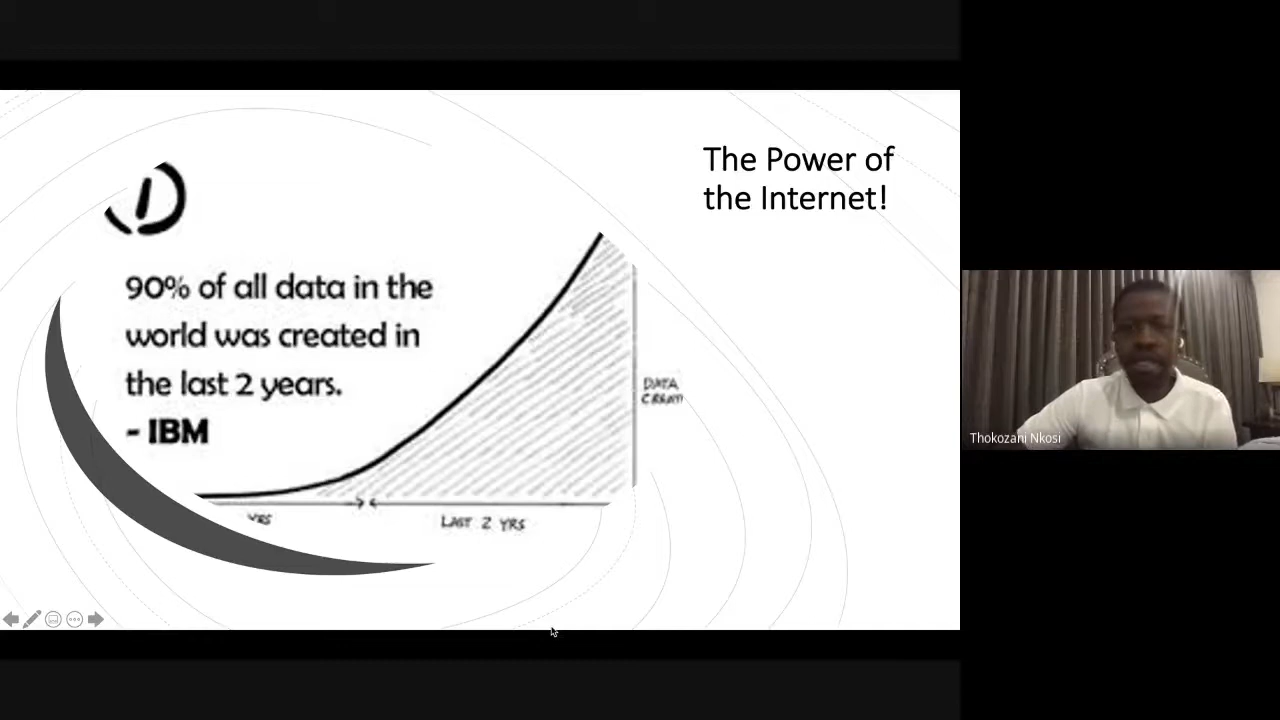 The Power of
the Internet!
90% of all data in the
world was created in
the last 2 years.
- IBM
DATA
YRS
LAST 2 YRS
Thokozani Nkosi